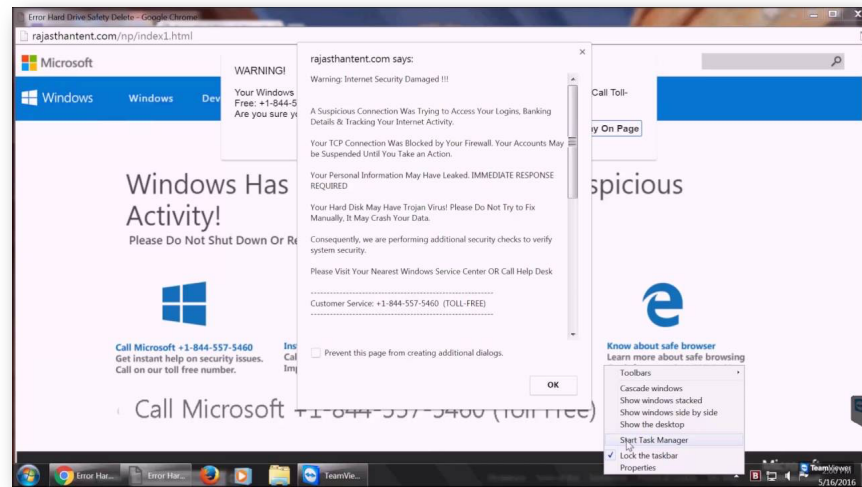 Error Hard Drive Safety Delete - Google Chrome
rajasthantent.com/np/index1.html
Microsoft
Windows
Windows
Dev
WARNING!
Your Windows
Call Toll-
Free: +1-844-5
Are you sure yo
ay On Page
rajasthantent.com says:
Warning: Internet Security Damaged !!!
A Suspicious Connection Was Trying to Access Your Logins, Banking
Details & Tracking Your Internet Activity.
Your TCP Connection Was Blocked by Your Firewall. Your Accounts May
be Suspended Until You Take an Action.
Your Personal Information May Have Leaked. IMMEDIATE RESPONSE
REQUIRED
Your Hard Disk May Have Trojan Virus! Please Do Not Try to Fix
Manually, It May Crash Your Data.
Consequently, we are performing additional security checks to verify
system security.
Please Visit Your Nearest Windows Service Center OR Call Help Desk
------------------------------------------------
Customer Service: +1-844-557-5460 (TOLL-FREE)
------------------------------------------------
Prevent this page from creating additional dialogs.
OK
Windows Has
spicious
Activity!
Please Do Not Shut Down Or Re
Call Microsoft +1-844-557-5460
Get instant help on security issues.
Call on our toll free number.
Ins
Cal
Imp
Know about safe browser
Learn more about safe browsing
Call Microsoft +1-844-557-5460 (Toll Free)
Toolbars
Cascade windows
Show windows stacked
Show windows side by side
Show the desktop
Start Task Manager
Lock the taskbar
Properties
Error Har...
Error Har...
TeamVie...
TeamViewer
5/16/2016